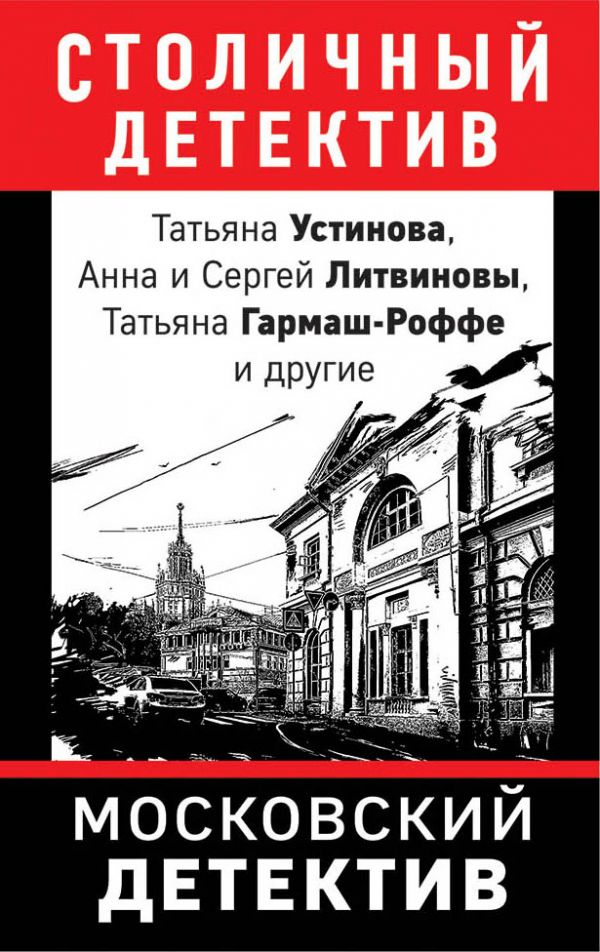 СТОЛИЧНЫЙ
ДЕТЕКТИВ
Татьяна Устинова,
Анна и Сергей Литвиновы,
Татьяна Гармаш-Роффе
и другие
МОСКОВСКИЙ
ДЕТЕКТИВ